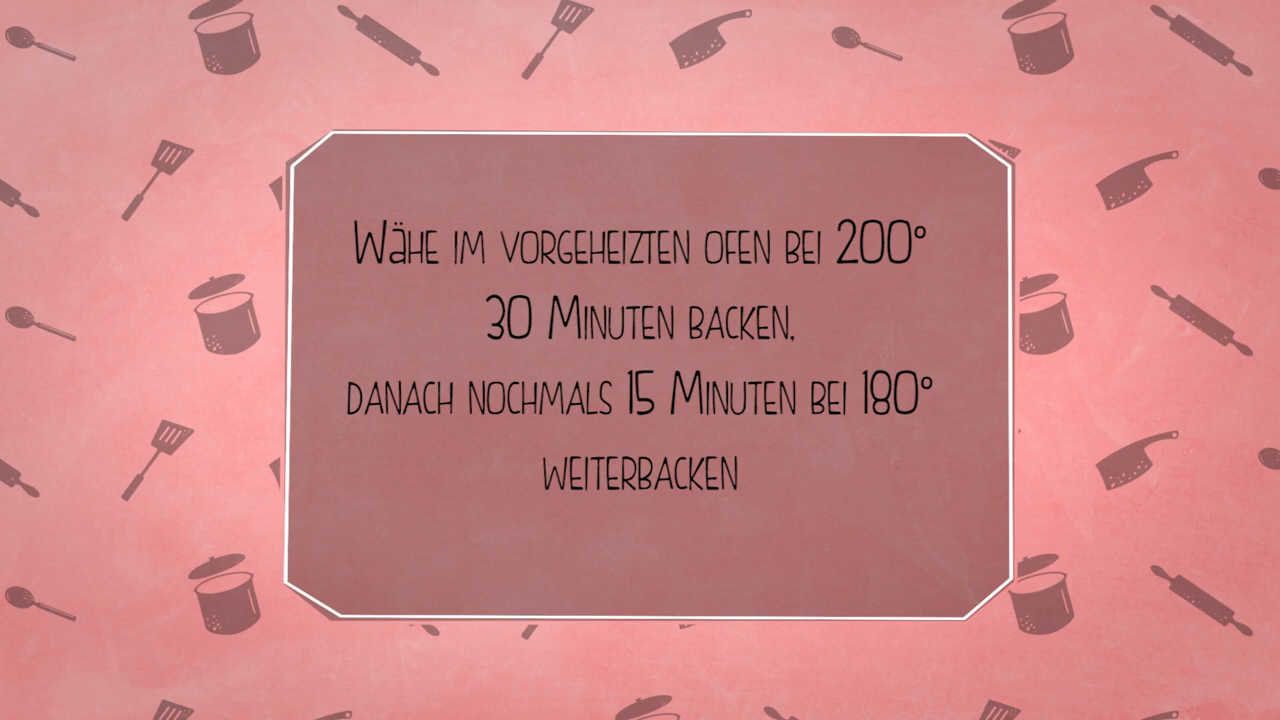 Wähe im vorgeheizten ofen bei 200°
30 Minuten backen,
danach nochmals 15 Minuten bei 180°
weiterbacken